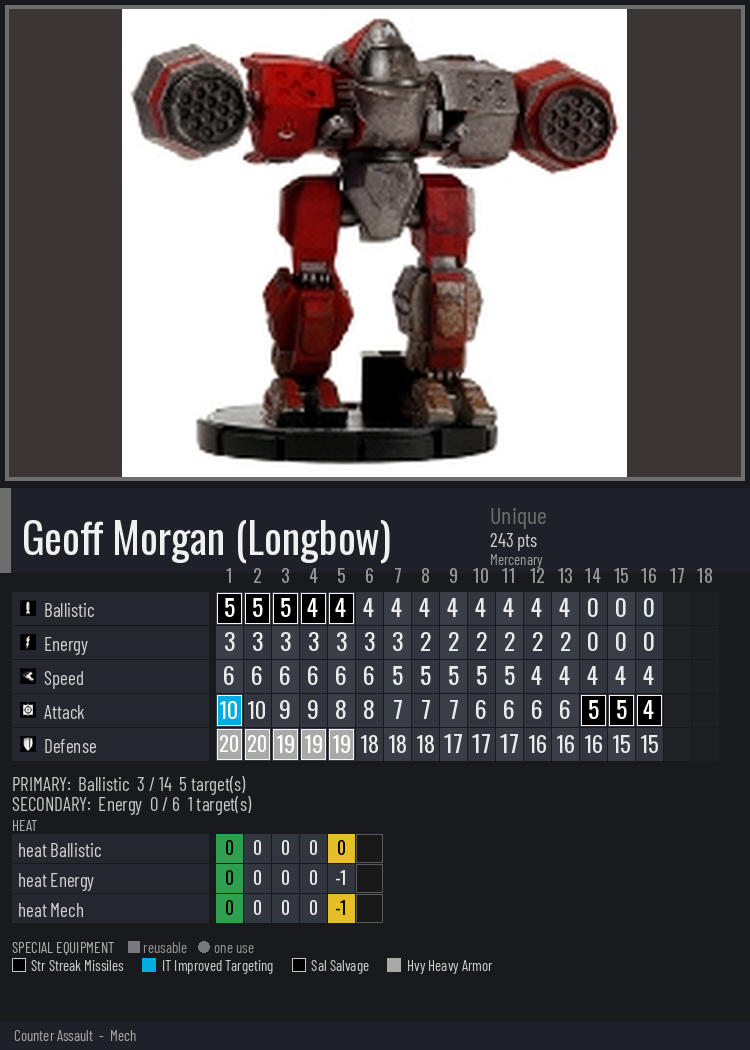 Geoff Morgan (Longbow)
Unique
243 pts
Mercenary
1 2 3 4 5 6 7 8 9 10 11 12 13 14 15 16 17 18
Ballistic 5 5 5 4 4 4 4 4 4 4 4 4 4 0 0 0
Energy 3 3 3 3 3 3 3 2 2 2 2 2 2 0 0 0
Speed 6 6 6 6 6 6 5 5 5 5 5 4 4 4 4 4
Attack 10 10 9 9 8 8 7 7 7 6 6 6 6 5 5 4
Defense 20 20 19 19 19 18 18 18 17 17 17 16 16 16 15 15
PRIMARY: Ballistic 3 / 14 5 target(s)
SECONDARY: Energy 0 / 6 1 target(s)
HEAT
heat Ballistic 0 0 0 0 0
heat Energy 0 0 0 0 -1
heat Mech 0 0 0 0 -1
SPECIAL EQUIPMENT reusable one use
Str Streak Missiles IT Improved Targeting Sal Salvage Hvy Heavy Armor
Counter Assault - Mech